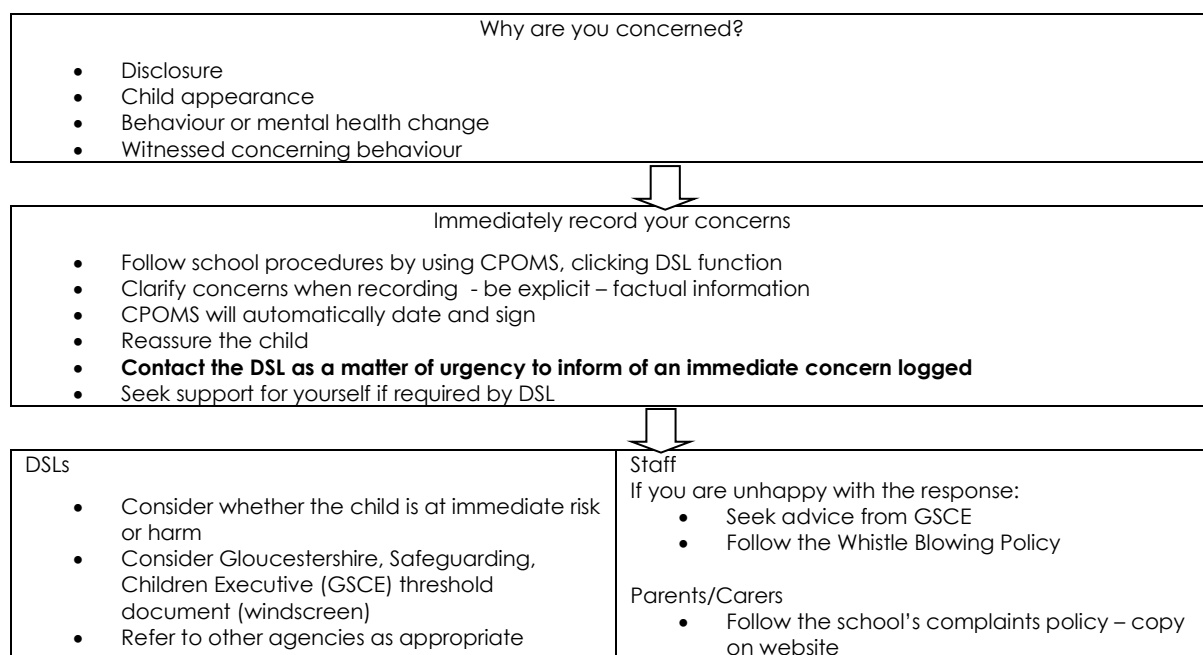 Why are you concerned?
• Disclosure
• Child appearance
• Behaviour or mental health change
• Witnessed concerning behaviour
Immediately record your concerns
• Follow school procedures by using CPOMS, clicking DSL function
• Clarify concerns when recording - be explicit – factual information
• CPOMS will automatically date and sign
• Reassure the child
• Contact the DSL as a matter of urgency to inform of an immediate concern logged
• Seek support for yourself if required by DSL
DSLs
• Consider whether the child is at immediate risk
or harm
• Consider Gloucestershire, Safeguarding,
Children Executive (GSCE) threshold
document (windscreen)
• Refer to other agencies as appropriate
Staff
If you are unhappy with the response:
• Seek advice from GSCE
• Follow the Whistle Blowing Policy
Parents/Carers
• Follow the school’s complaints policy – copy
on website